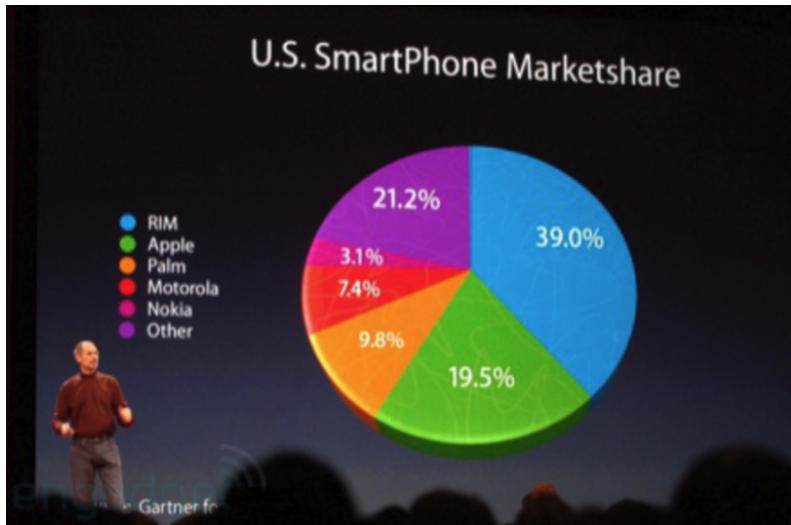 U.S. SmartPhone Marketshare
21.2%
39.0%
3.1%
7.4%
9.8%
19.5%
RIM
Apple
Palm
Motorola
Nokia
Other
engadget
Gartner fo